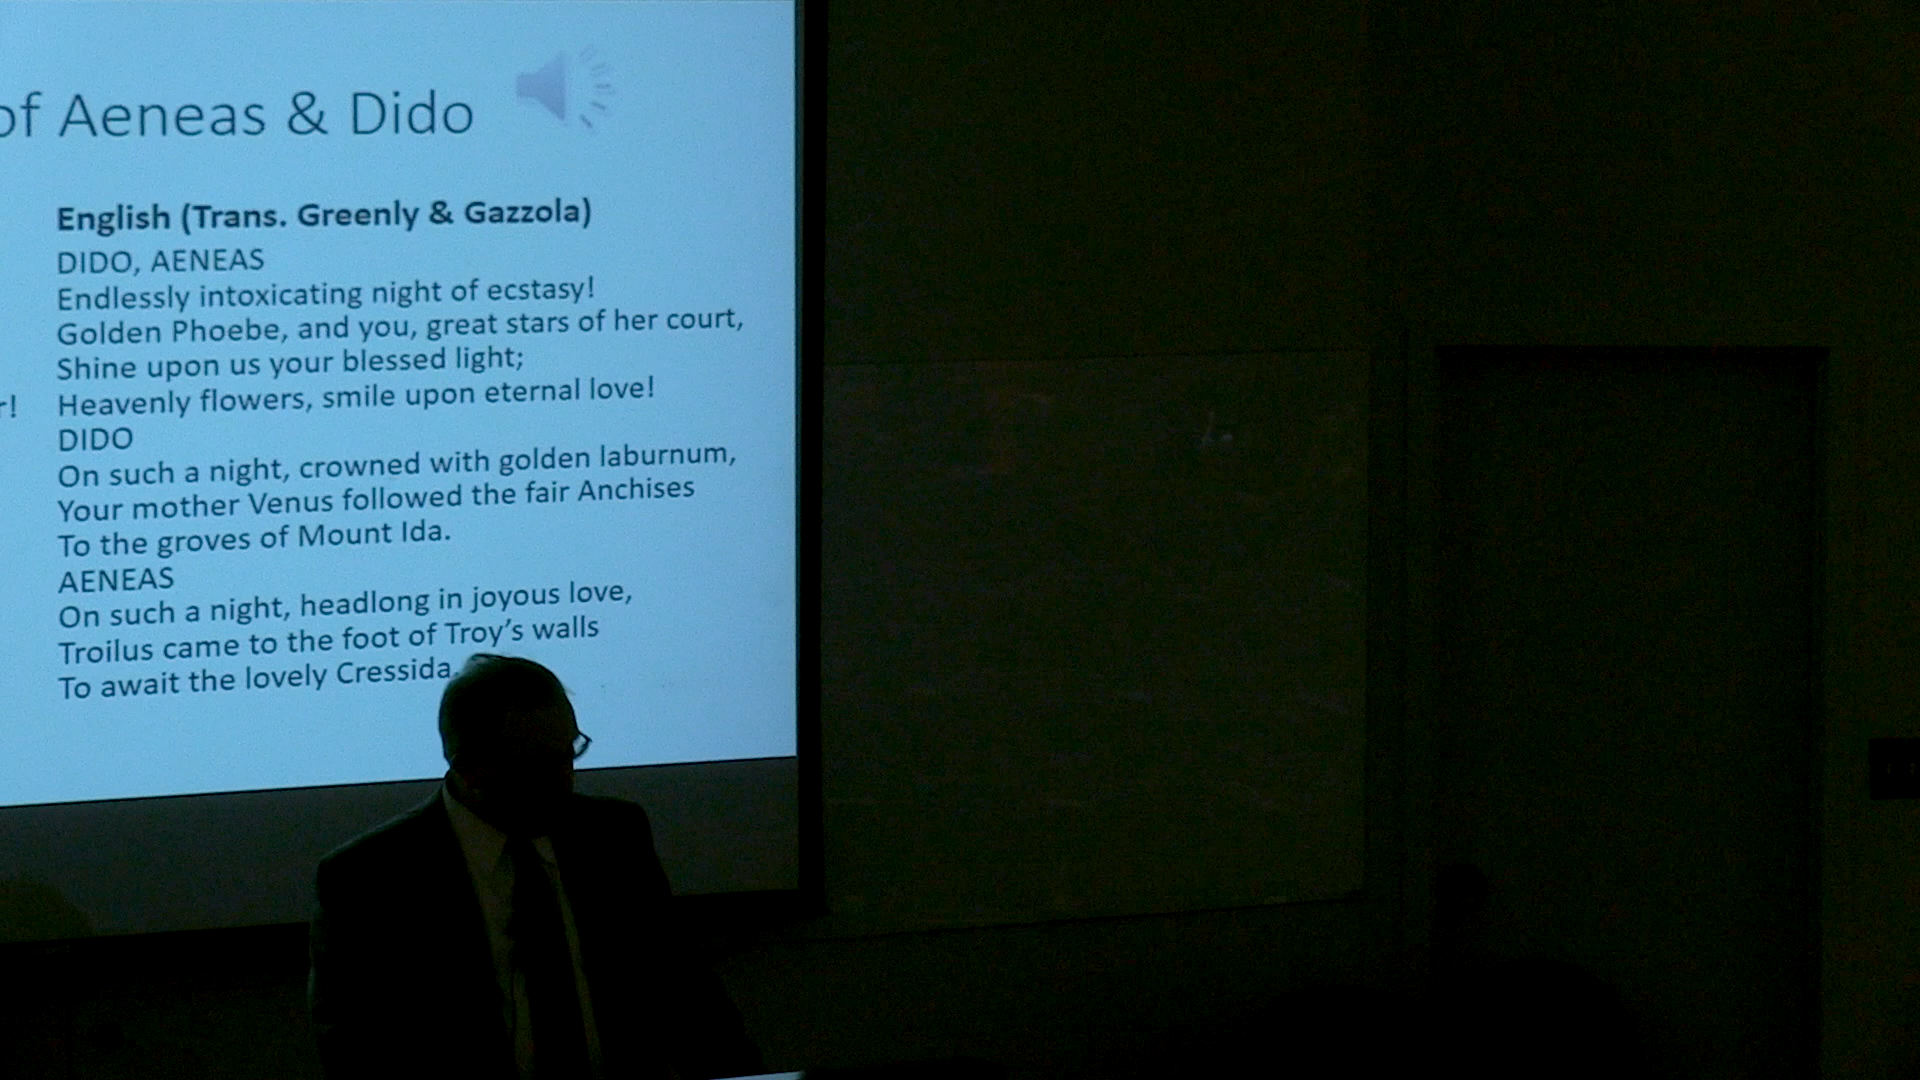 of Aeneas & Dido
English (Trans. Greenly & Gazzola)
DIDO, AENEAS
Endlessly intoxicating night of ecstasy!
Golden Phoebe, and you, great stars of her court,
Shine upon us your blessed light;
r! Heavenly flowers, smile upon eternal love!
DIDO
On such a night, crowned with golden laburnum,
Your mother Venus followed the fair Anchises
To the groves of Mount Ida.
AENEAS
On such a night, headlong in joyous love,
Troilus came to the foot of Troy's walls
To await the lovely Cressida